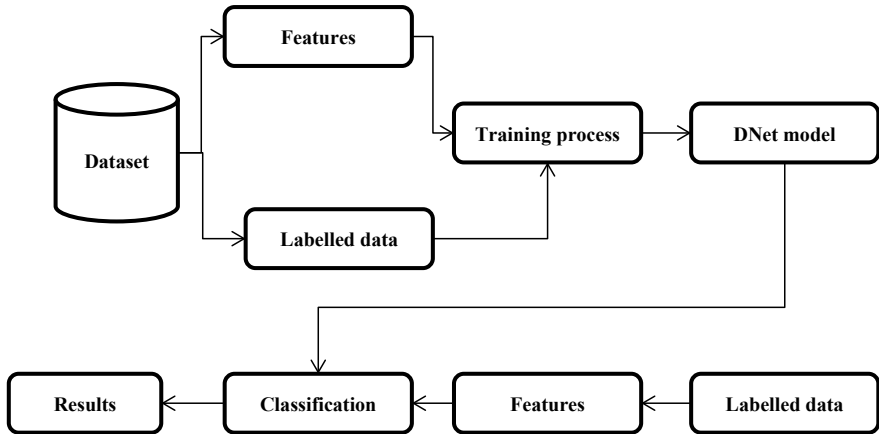 Features
Dataset
Training process
DNet model
Labelled data
Results
Classification
Features
Labelled data